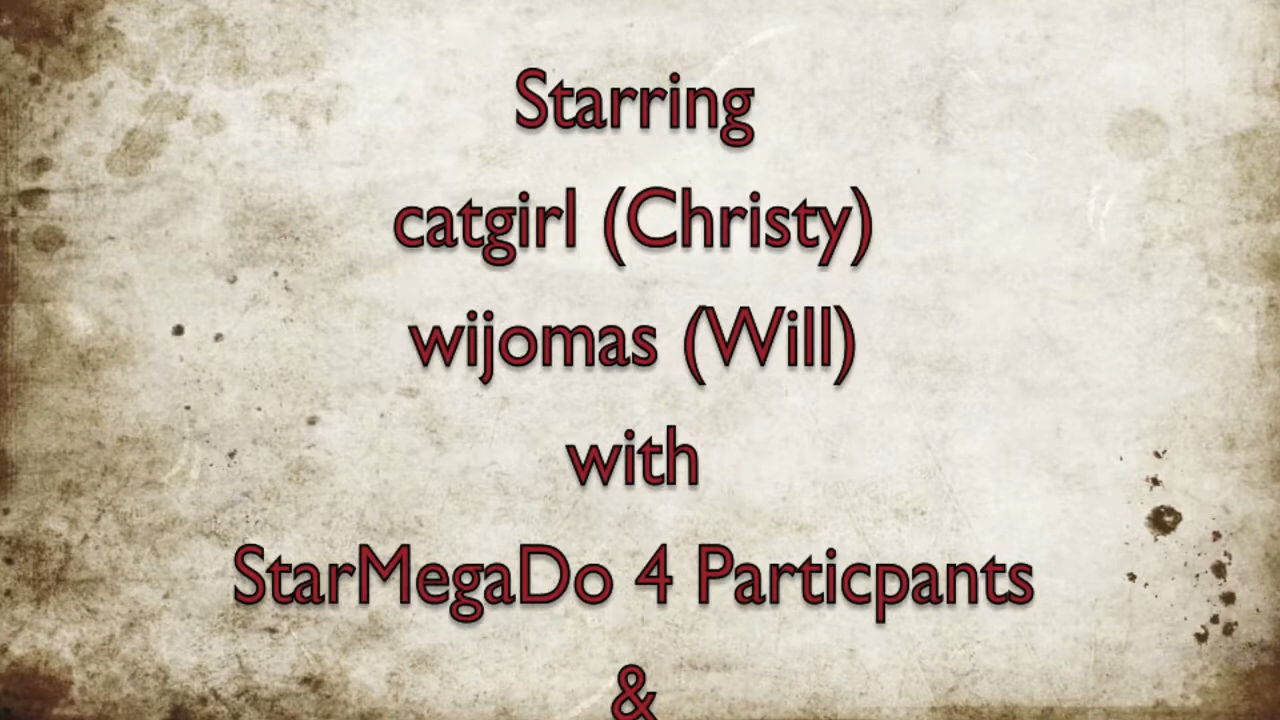 Starring
catgirl (Christy)
wijomas (Will)
with
StarMegaDo 4 Particpants
&